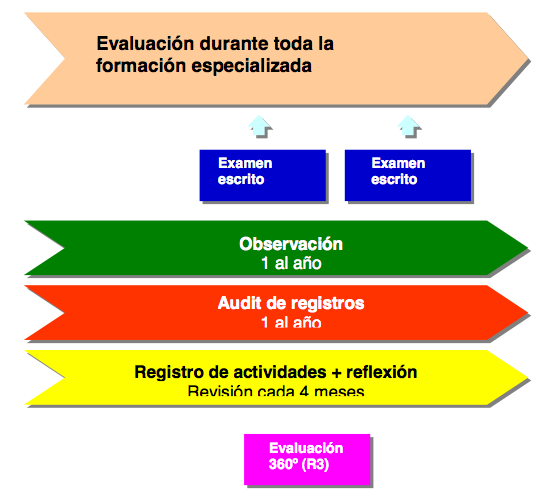 Evaluación durante toda la
formación especializada
Examen
escrito
Examen
escrito
Observación
1 al año
Audit de registros
1 al año
Registro de actividades + reflexión
Revisión cada 4 meses
Evaluación
360º (R3)